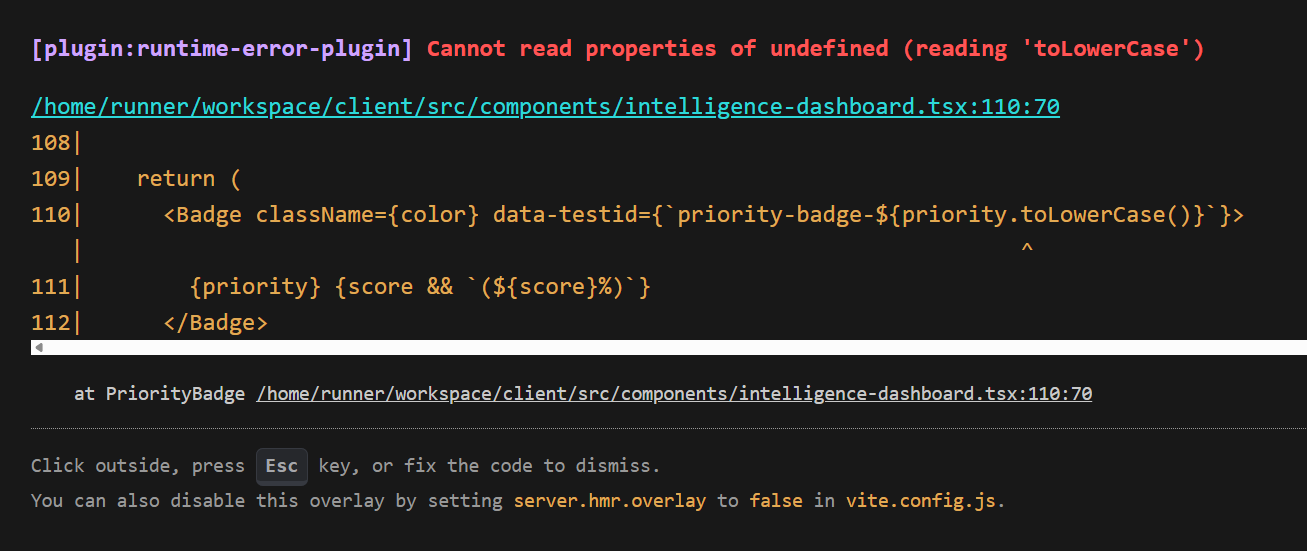 [plugin:runtime-error-plugin] Cannot read properties of undefined (reading 'toLowerCase')
/home/runner/workspace/client/src/components/intelligence-dashboard.tsx:110:70
108|
109|    return (
110|      <Badge className={color} data-testid={`priority-badge-${priority.toLowerCase()}`}>
   |                                                                      ^
111|        {priority} {score && `(${score}%)`}
112|      </Badge>
at PriorityBadge /home/runner/workspace/client/src/components/intelligence-dashboard.tsx:110:70
Click outside, press Esc key, or fix the code to dismiss.
You can also disable this overlay by setting server.hmr.overlay to false in vite.config.js.